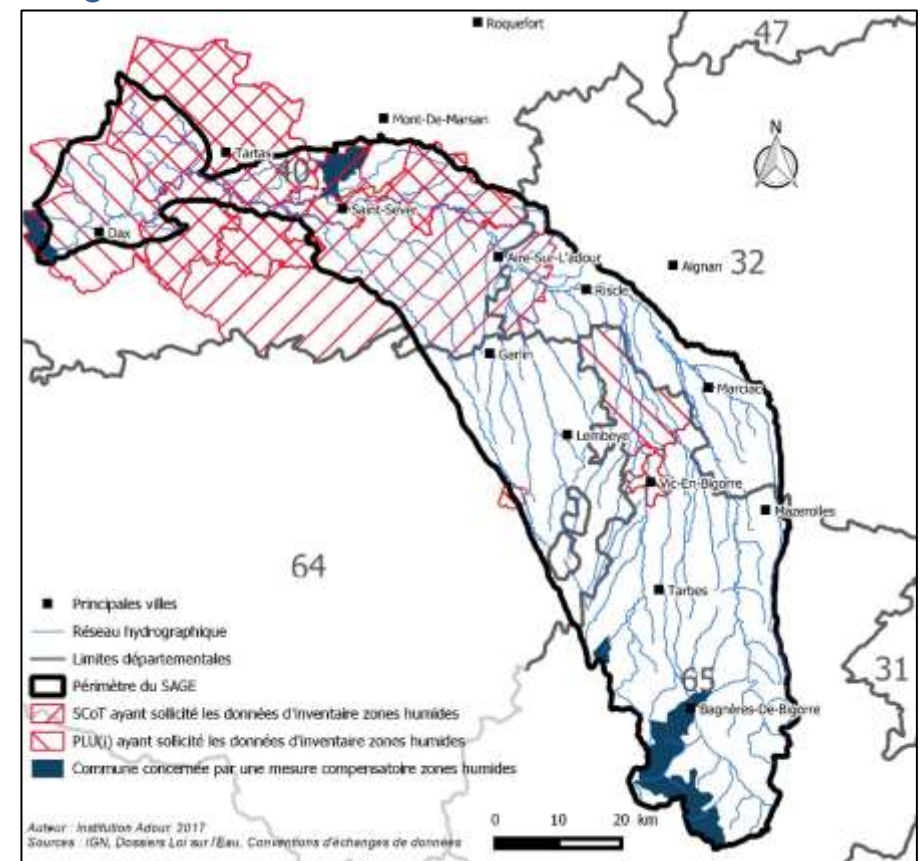 Roquefort
47
Mont-De-Marsan
N
Tartas
40
Saint-Sever
Dax
Aire-Sur-L'adour
Aignan
32
Riscle
Garlin
Marciac
Lembeye
Vic-En-Bigorre
Mazerolles
64
Tarbes
65
31
Bagnères-De-Bigorre
Principales villes
Réseau hydrographique
Limites départementales
Périmètre du SAGE
SCoT ayant sollicité les données d'inventaire zones humides
PLU(i) ayant sollicité les données d'inventaire zones humides
Commune concernée par une mesure compensatoire zones humides
Auteur : Institution Adour 2017
Sources : IGN, Dossiers Loi sur l'Eau, Conventions d'échanges de données
0 10 20 km